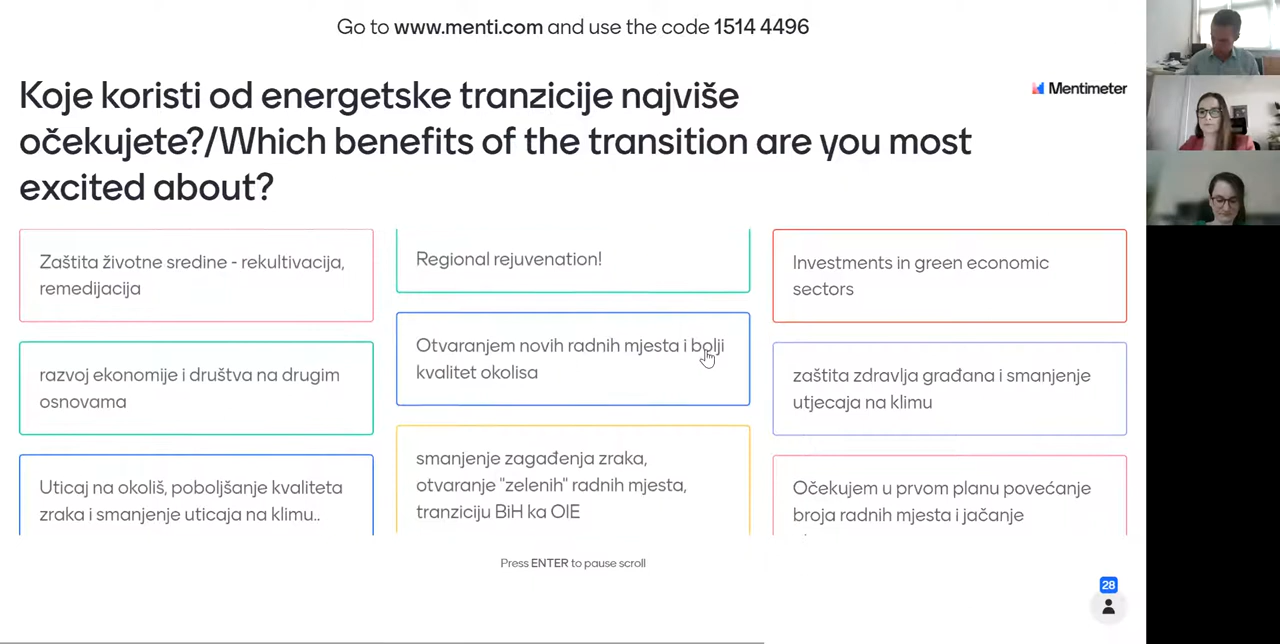 Go to www.menti.com and use the code 1514 4496
Koje koristi od energetske tranzicije najviše
očekujete?/Which benefits of the transition are you most
excited about?
Mentimeter
Zaštita životne sredine - rekultivacija,
remedijacija
razvoj ekonomije i društva na drugim
osnovama
Uticaj na okoliš, poboljšanje kvaliteta
zraka i smanjenje uticaja na klimu..
Regional rejuvenation!
Otvaranjem novih radnih mjesta i bolji
kvalitet okolisa
smanjenje zagađenja zraka,
otvaranje "zelenih" radnih mjesta,
tranziciju BiH ka OIE
Investments in green economic
sectors
zaštita zdravlja građana i smanjenje
utjecaja na klimu
Očekujem u prvom planu povećanje
broja radnih mjesta i jačanje
Press ENTER to pause scroll
28